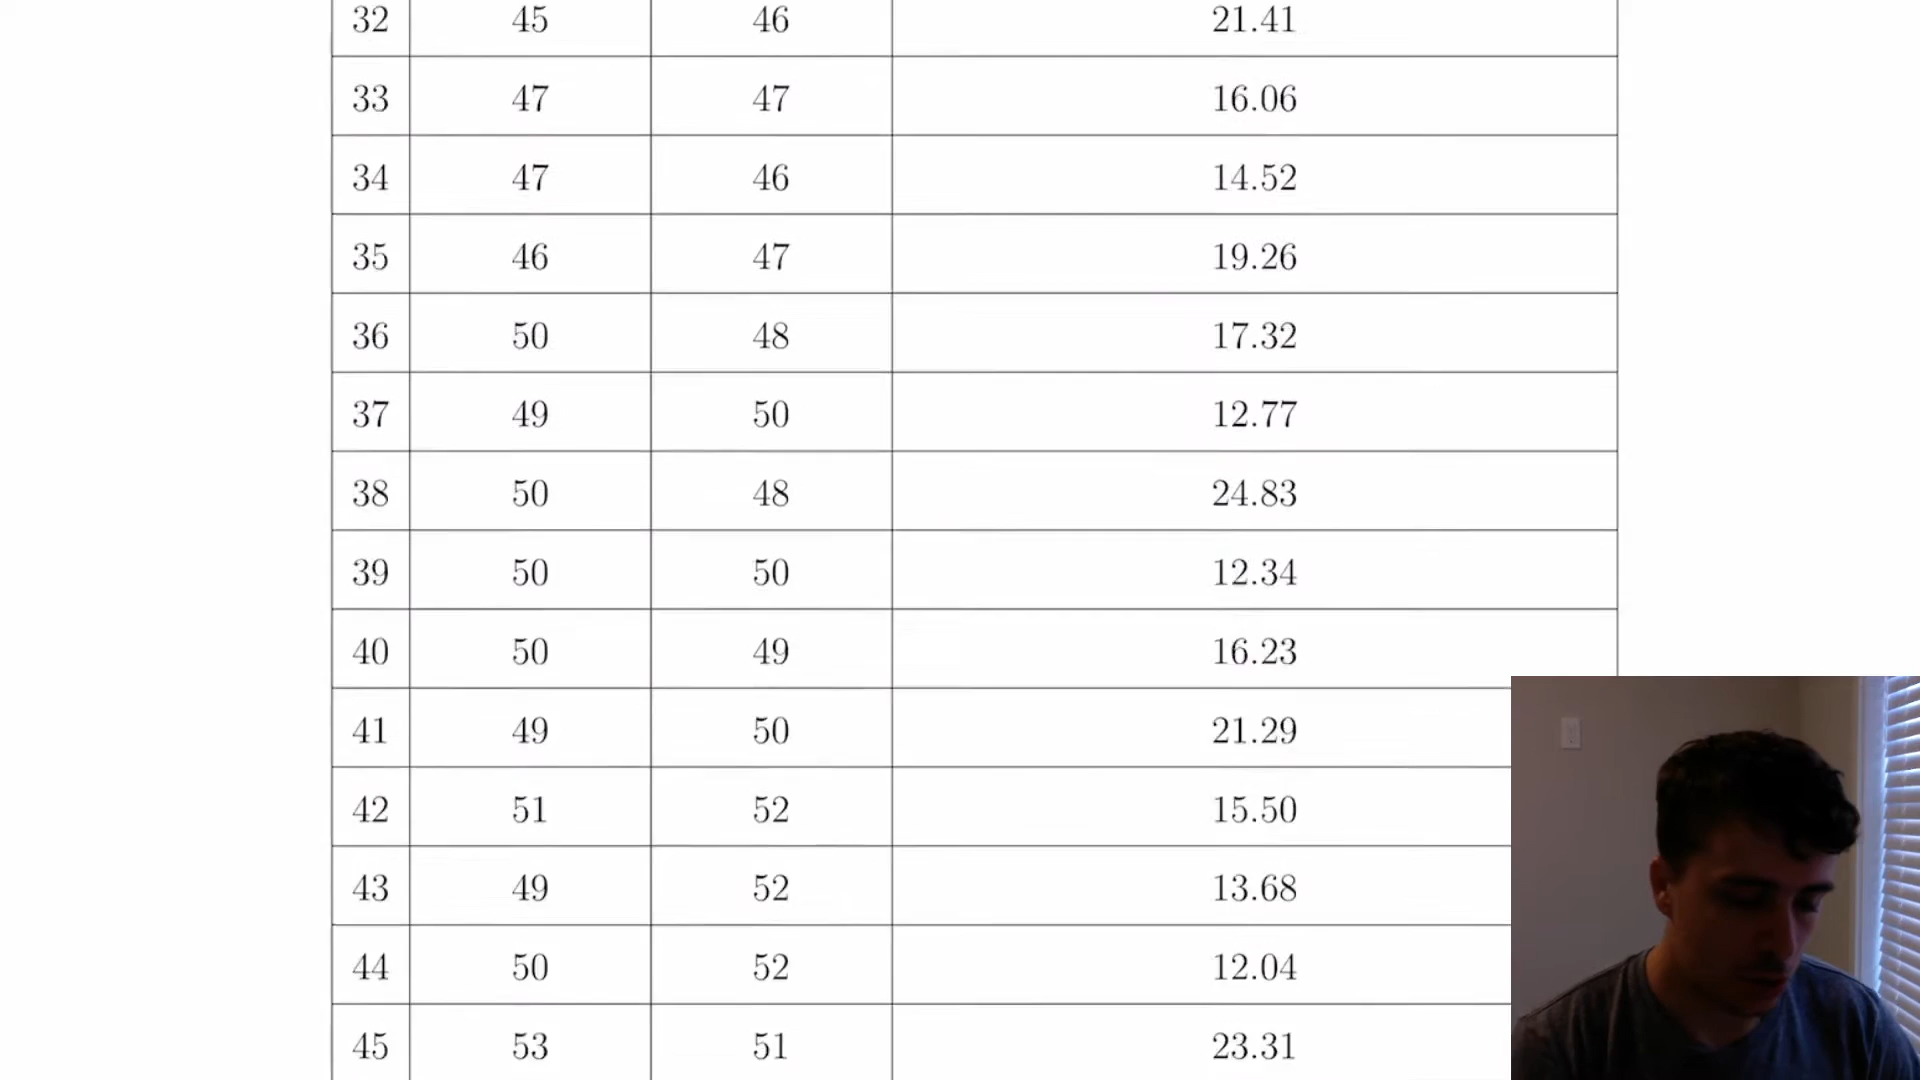 32 45 46 21.41
33 47 47 16.06
34 47 46 14.52
35 46 47 19.26
36 50 48 17.32
37 49 50 12.77
38 50 48 24.83
39 50 50 12.34
40 50 49 16.23
41 49 50 21.29
42 51 52 15.50
43 49 52 13.68
44 50 52 12.04
45 53 51 23.31